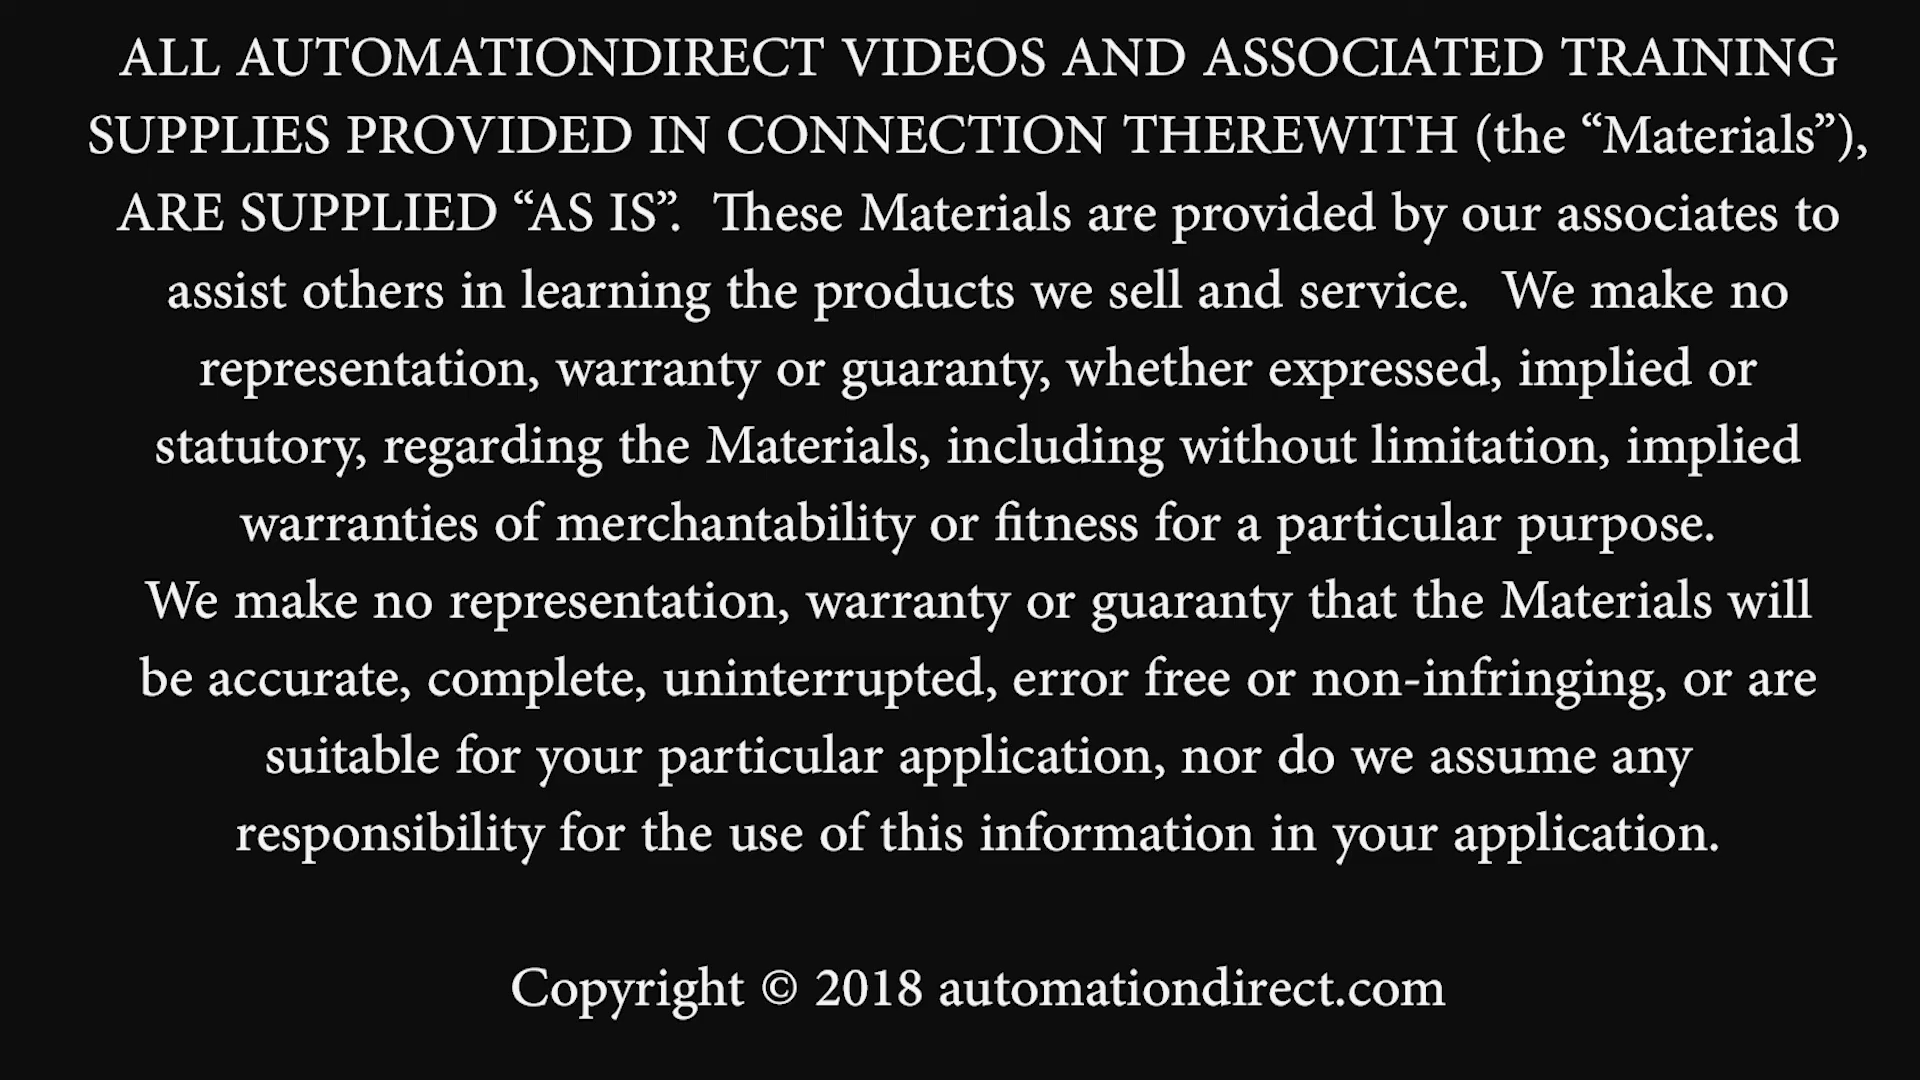 ALL AUTOMATIONDIRECT VIDEOS AND ASSOCIATED TRAINING
SUPPLIES PROVIDED IN CONNECTION THEREWITH (the “Materials”),
ARE SUPPLIED “AS IS”.  These Materials are provided by our associates to
assist others in learning the products we sell and service.  We make no
representation, warranty or guaranty, whether expressed, implied or
statutory, regarding the Materials, including without limitation, implied
warranties of merchantability or fitness for a particular purpose.
We make no representation, warranty or guaranty that the Materials will
be accurate, complete, uninterrupted, error free or non-infringing, or are
suitable for your particular application, nor do we assume any
responsibility for the use of this information in your application.
Copyright © 2018 automationdirect.com